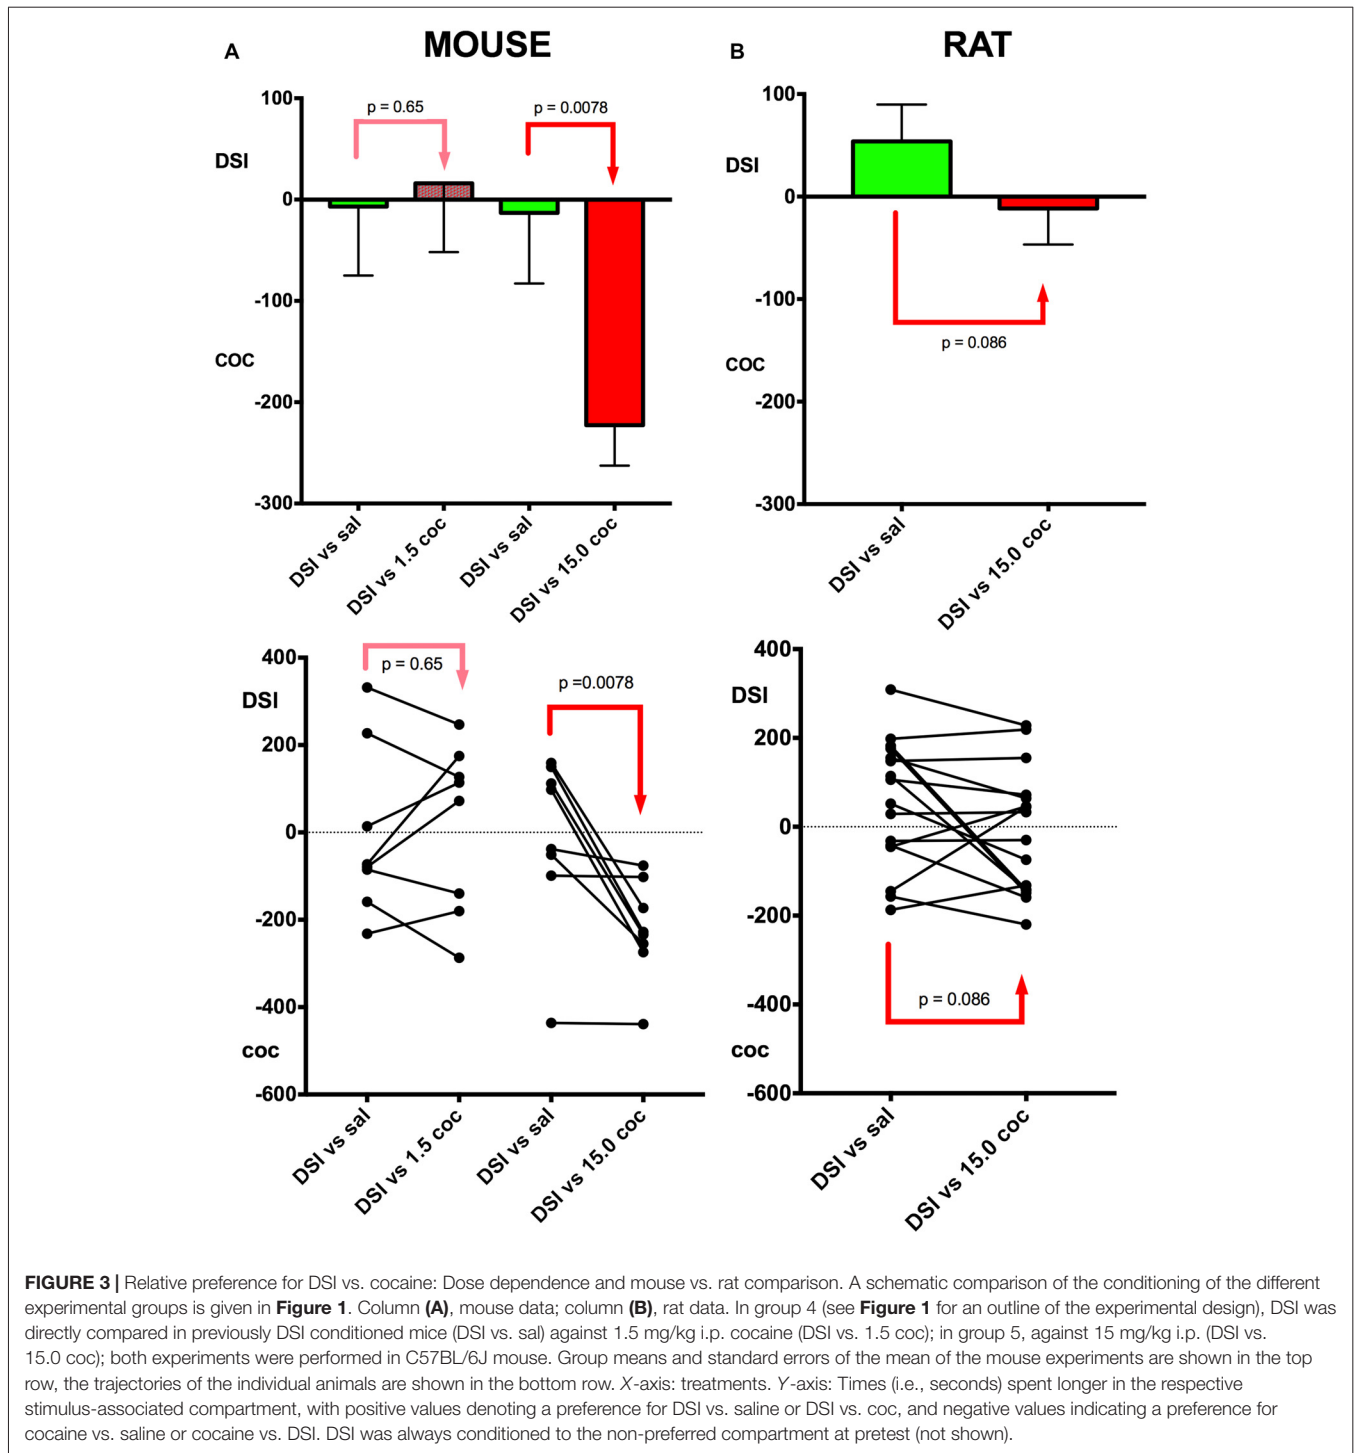 A MOUSE
B RAT
100
p = 0.65
p = 0.0078
DSI
0
-100
COC
-200
-300
DSI vs sal
DSI vs 1.5 coc
DSI vs sal
DSI vs 15.0 coc
100
DSI
0
-100
p = 0.086
COC
-200
-300
DSI vs sal
DSI vs 15.0 coc
400
p = 0.65
DSI
p =0.0078
200
0
-200
-400
coc
-600
DSI vs sal
DSI vs 1.5 coc
DSI vs sal
DSI vs 15.0 coc
400
DSI
200
0
-200
p = 0.086
-400
coc
-600
DSI vs sal
DSI vs 15.0 coc
FIGURE 3 | Relative preference for DSI vs. cocaine: Dose dependence and mouse vs. rat comparison. A schematic comparison of the conditioning of the different
experimental groups is given in Figure 1. Column (A), mouse data; column (B), rat data. In group 4 (see Figure 1 for an outline of the experimental design), DSI was
directly compared in previously DSI conditioned mice (DSI vs. sal) against 1.5 mg/kg i.p. cocaine (DSI vs. 1.5 coc); in group 5, against 15 mg/kg i.p. (DSI vs.
15.0 coc); both experiments were performed in C57BL/6J mouse. Group means and standard errors of the mean of the mouse experiments are shown in the top
row, the trajectories of the individual animals are shown in the bottom row. X-axis: treatments. Y-axis: Times (i.e., seconds) spent longer in the respective
stimulus-associated compartment, with positive values denoting a preference for DSI vs. saline or DSI vs. coc, and negative values indicating a preference for
cocaine vs. saline or cocaine vs. DSI. DSI was always conditioned to the non-preferred compartment at pretest (not shown).